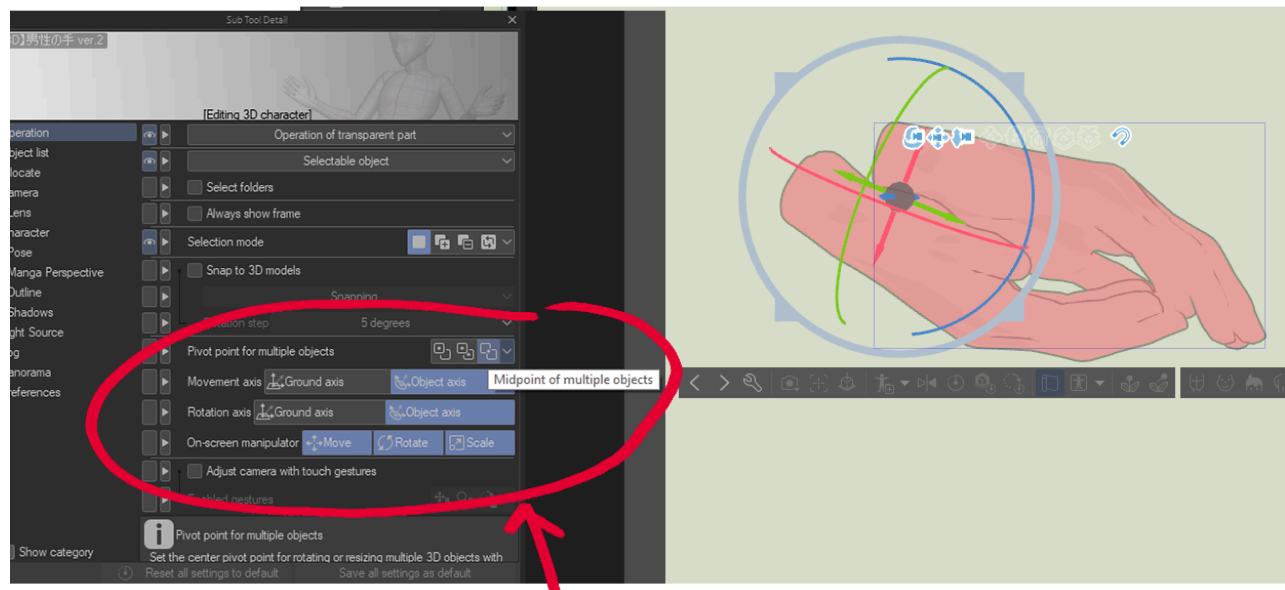 Sub Tool Detail
3D】男性の手 ver.2
[Editing 3D character]
peration
bject list
locate
amera
Lens
haracter
Pose
Manga Perspective
Outline
Shadows
ght Source
og
anorama
references
Show category
Operation of transparent part
Selectable object
Select folders
Always show frame
Selection mode
Snap to 3D models
Snapping
Rotation step 5 degrees
Pivot point for multiple objects
Movement axis Ground axis Object axis
Midpoint of multiple objects
Rotation axis Ground axis Object axis
On-screen manipulator Move Rotate Scale
Adjust camera with touch gestures
Enabled gestures
Pivot point for multiple objects
Set the center pivot point for rotating or resizing multiple 3D objects with
Reset all settings to default Save all settings as default